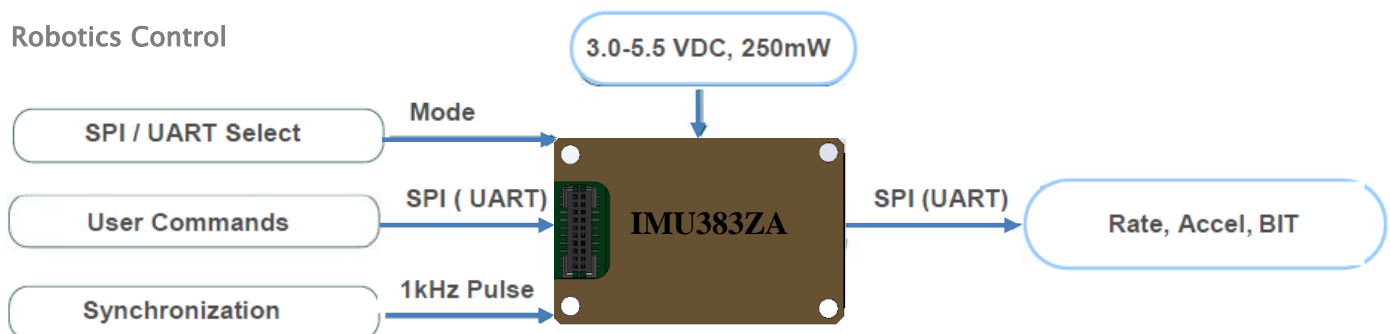 Robotics Control
3.0-5.5 VDC, 250mW
SPI / UART Select
Mode
User Commands
SPI ( UART)
IMU383ZA
SPI (UART)
Rate, Accel, BIT
Synchronization
1kHz Pulse